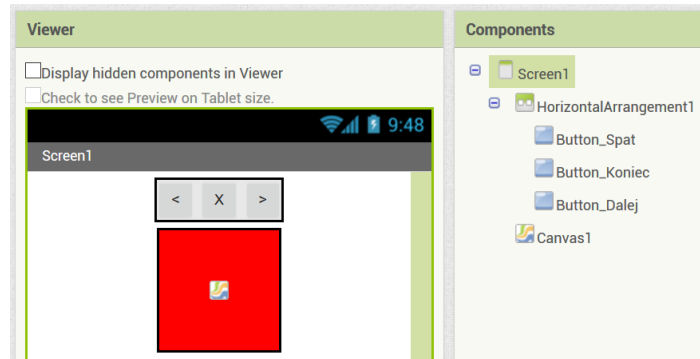 Viewer
Display hidden components in Viewer
Check to see Preview on Tablet size.
9:48
Screen1
< X >
Components
Screen1
HorizontalArrangement1
Button_Spat
Button_Koniec
Button_Dalej
Canvas1